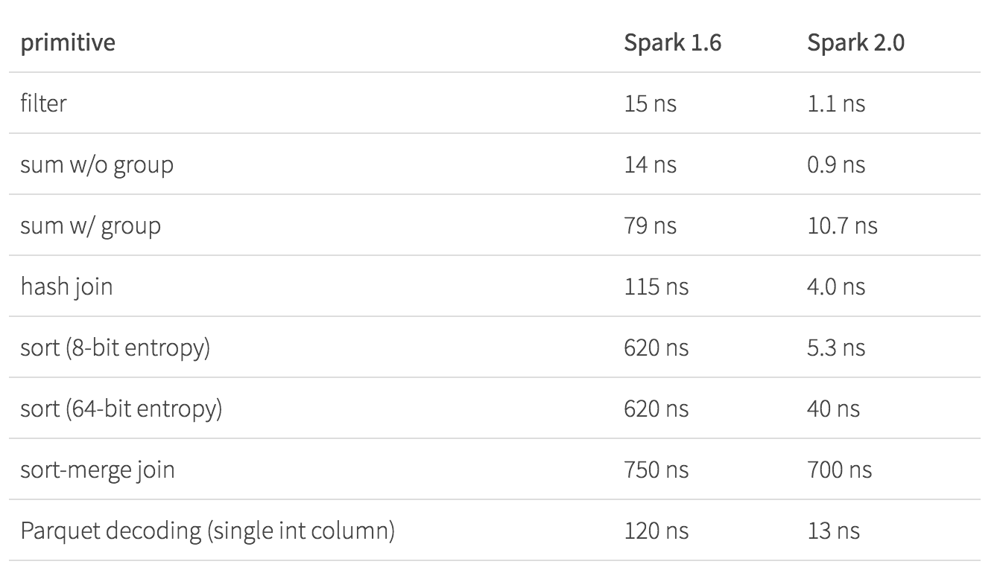 primitive Spark 1.6 Spark 2.0
filter 15 ns 1.1 ns
sum w/o group 14 ns 0.9 ns
sum w/ group 79 ns 10.7 ns
hash join 115 ns 4.0 ns
sort (8-bit entropy) 620 ns 5.3 ns
sort (64-bit entropy) 620 ns 40 ns
sort-merge join 750 ns 700 ns
Parquet decoding (single int column) 120 ns 13 ns